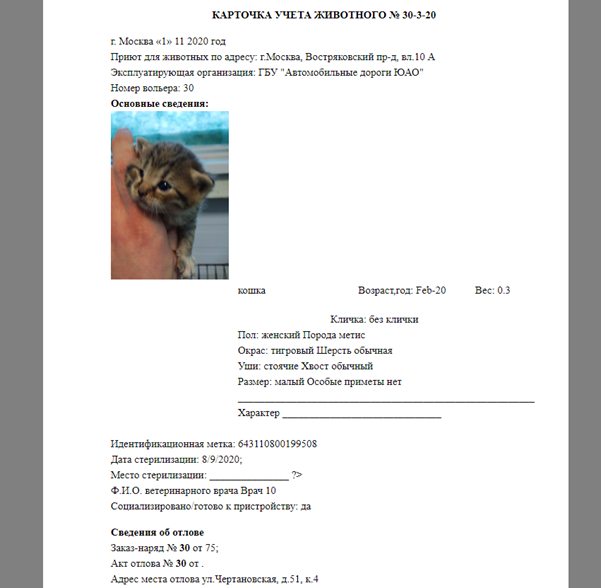 КАРТОЧКА УЧЕТА ЖИВОТНОГО № 30-3-20
г. Москва «1» 11 2020 год
Приют для животных по адресу: г.Москва, Востряковский пр-д, вл.10 А
Эксплуатирующая организация: ГБУ "Автомобильные дороги ЮАО"
Номер вольера: 30
Основные сведения:
кошка Возраст,год: Feb-20 Вес: 0.3
Кличка: без клички
Пол: женский Порода метис
Окрас: тигровый Шерсть обычная
Уши: стоячие Хвост обычный
Размер: малый Особые приметы нет
Характер
Идентификационная метка: 643110800199508
Дата стерилизации: 8/9/2020;
Место стерилизации: ________________ ?>
Ф.И.О. ветеринарного врача Врач 10
Социализировано/готово к пристройству: да
Сведения об отлове
Заказ-наряд № 30 от 75;
Акт отлова № 30 от .
Адрес места отлова ул.Чертановская, д.51, к.4